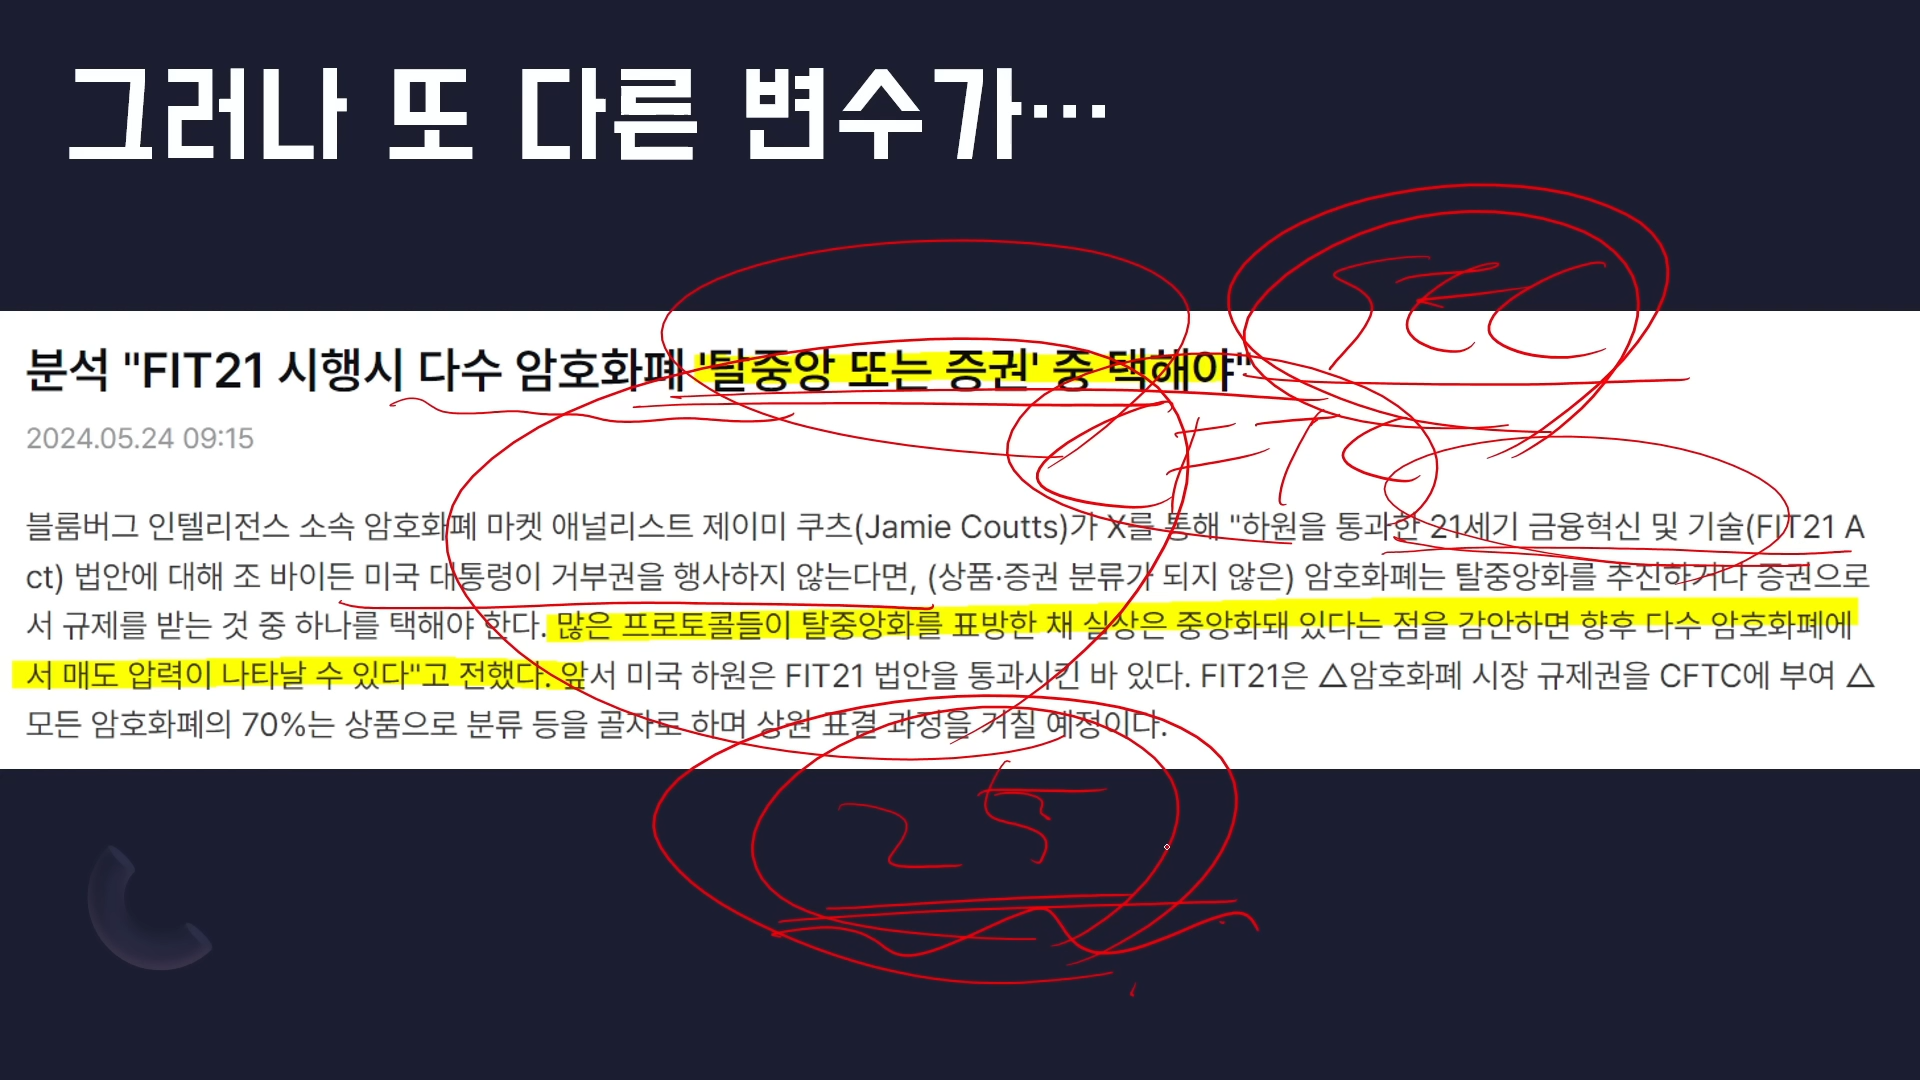 그러나 또 다른 변수가…
SEC
분석 "FIT21 시행시 다수 암호화폐 '탈중앙 또는 증권' 중 택해야"
2024.05.24 09:15
블룸버그 인텔리전스 소속 암호화폐 마켓 애널리스트 제이미 쿠츠(Jamie Coutts)가 X를 통해 "하원을 통과한 21세기 금융혁신 및 기술(FIT21 A
ct) 법안에 대해 조 바이든 미국 대통령이 거부권을 행사하지 않는다면, (상품·증권 분류가 되지 않은) 암호화폐는 탈중앙화를 추진하거나 증권으로
서 규제를 받는 것 중 하나를 택해야 한다. 많은 프로토콜들이 탈중앙화를 표방한 채 실상은 중앙화돼 있다는 점을 감안하면 향후 다수 암호화폐에
서 매도 압력이 나타날 수 있다"고 전했다. 앞서 미국 하원은 FIT21 법안을 통과시킨 바 있다. FIT21은 △암호화폐 시장 규제권을 CFTC에 부여 △
모든 암호화폐의 70%는 상품으로 분류 등을 골자로 하며 상원 표결 과정을 거칠 예정이다.